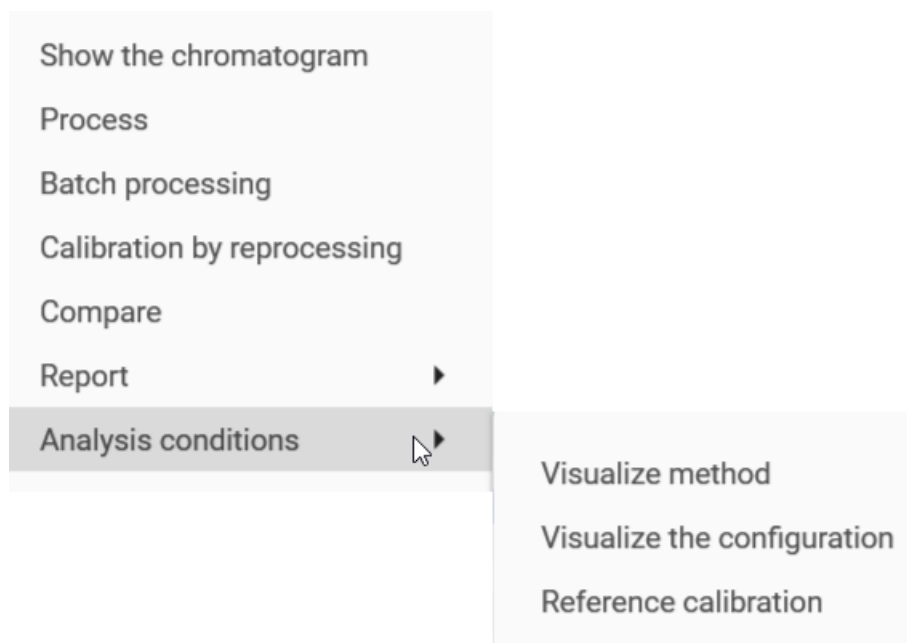 Show the chromatogram
Process
Batch processing
Calibration by reprocessing
Compare
Report
Analysis conditions
Visualize method
Visualize the configuration
Reference calibration